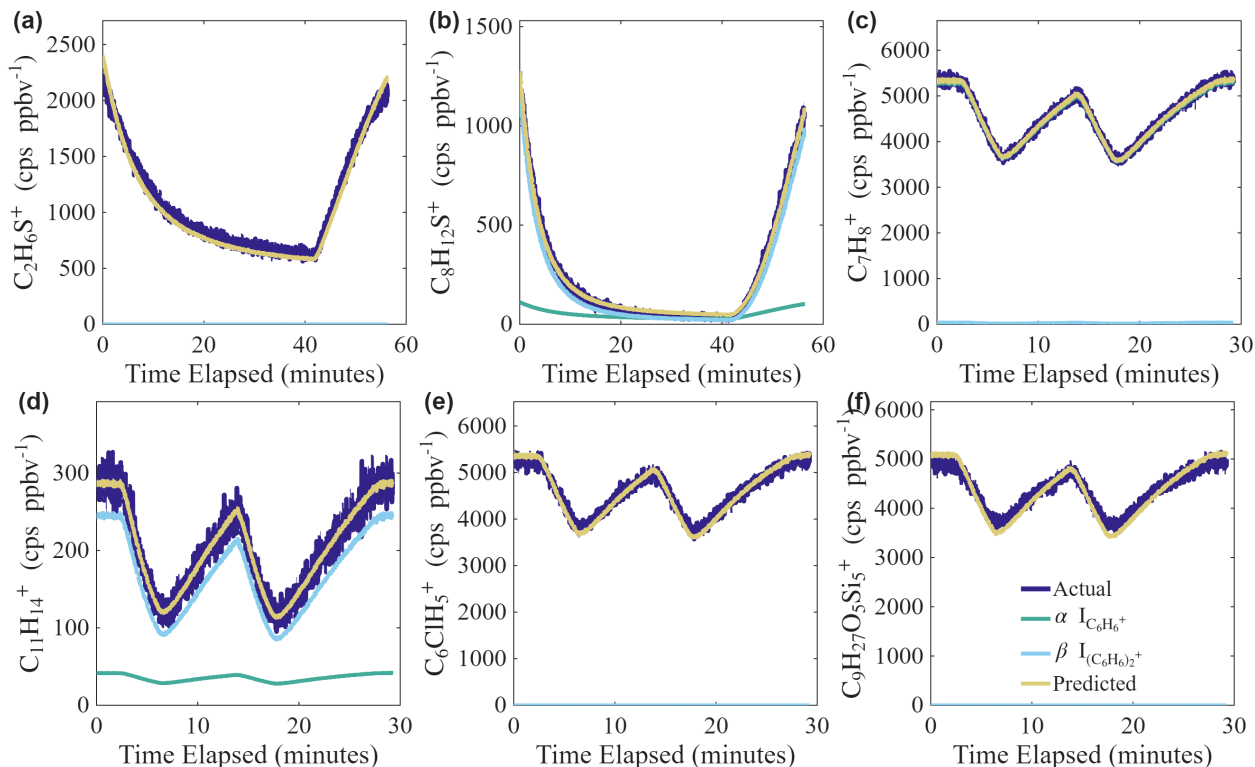 (a)
2500
2000
1500
1000
500
0
0 20 40 60
C₂H₆S⁺ (cps ppbv⁻¹)
Time Elapsed (minutes)
(b)
1500
1000
500
0
0 20 40 60
C₈H₁₂S⁺ (cps ppbv⁻¹)
Time Elapsed (minutes)
(c)
6000
5000
4000
3000
2000
1000
0
0 10 20 30
C₇H₈⁺ (cps ppbv⁻¹)
Time Elapsed (minutes)
(d)
300
200
100
0
0 10 20 30
C₁₁H₁₄⁺ (cps ppbv⁻¹)
Time Elapsed (minutes)
(e)
6000
5000
4000
3000
2000
1000
0
0 10 20 30
C₆ClH₅⁺ (cps ppbv⁻¹)
Time Elapsed (minutes)
(f)
6000
5000
4000
3000
2000
1000
0
0 10 20 30
C₉H₂₇O₅Si₅⁺ (cps ppbv⁻¹)
Time Elapsed (minutes)
Actual
α I_C₆H₆⁺
β I_(C₆H₆)₂⁺
Predicted